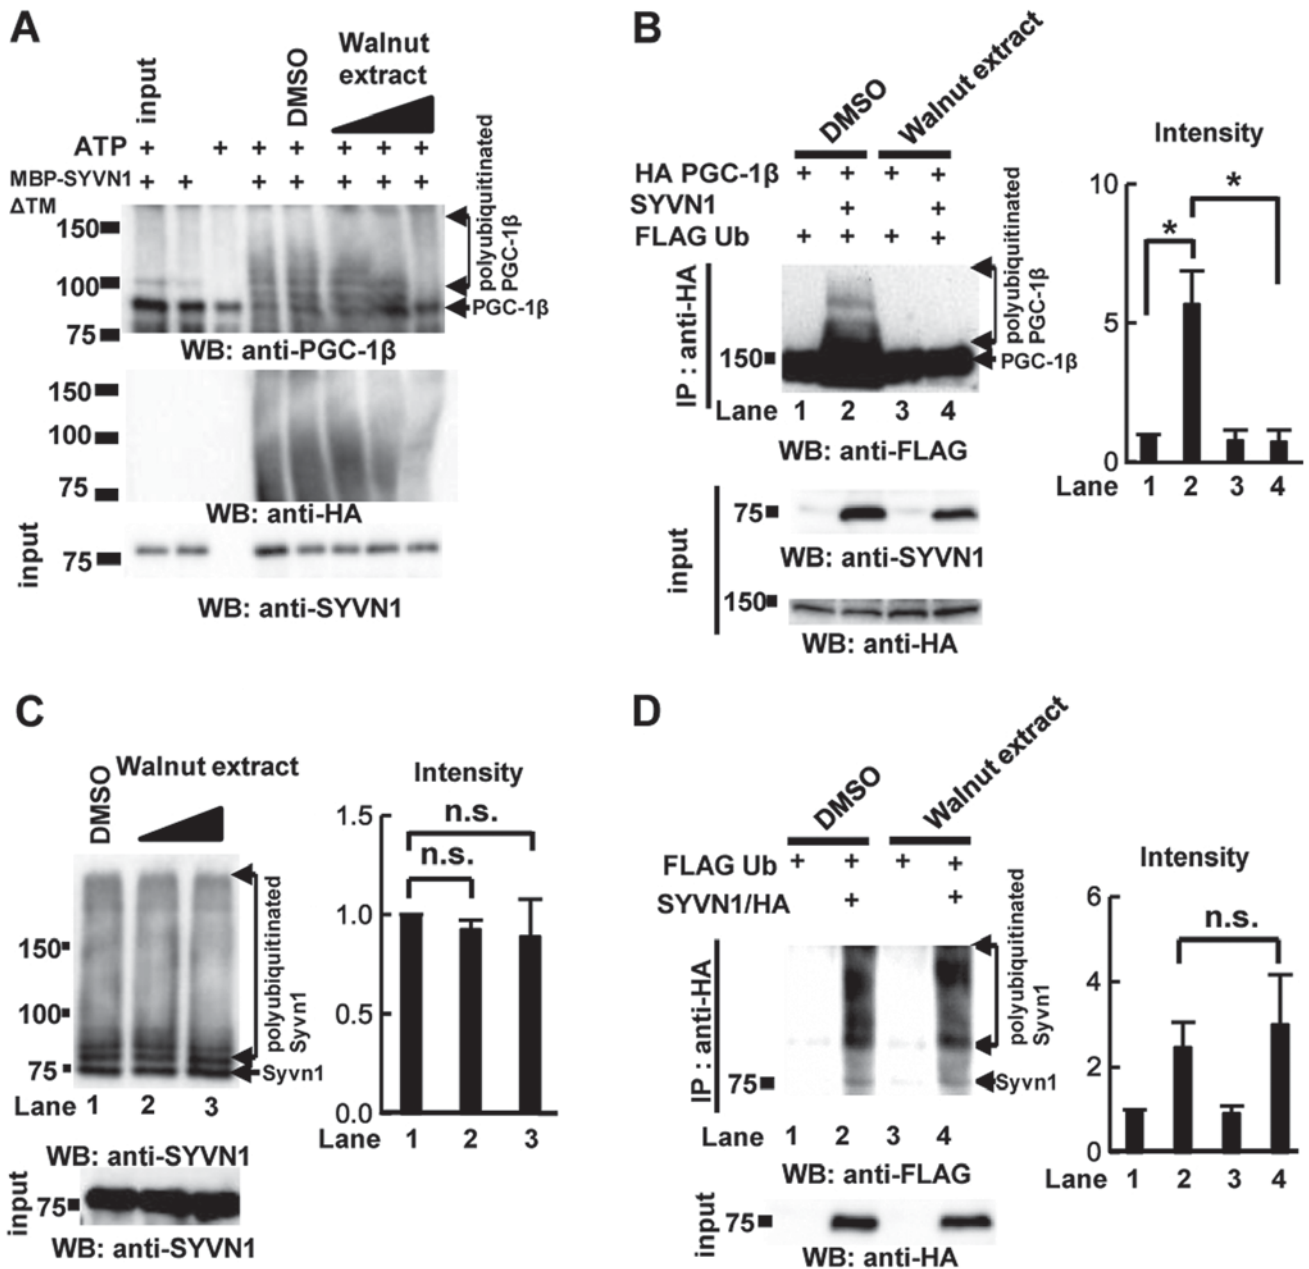 A
input
DMSO
Walnut
extract
ATP + + + + + + +
MBP-SYVN1 + + + + + + +
ΔTM
150
100
75
polyubiquitinated
PGC-1β
PGC-1β
WB: anti-PGC-1β
150
100
75
WB: anti-HA
input
75
WB: anti-SYVN1
B
DMSO
Walnut extract
HA PGC-1β + + + +
SYVN1 + +
FLAG Ub + + + +
IP : anti-HA
150
polyubiquitinated
PGC-1β
PGC-1β
Lane 1 2 3 4
WB: anti-FLAG
input
75
WB: anti-SYVN1
150
WB: anti-HA
Intensity
10
5
0
*
*
Lane 1 2 3 4
C
DMSO
Walnut extract
150
100
75
polyubiquitinated
Syvn1
Syvn1
Lane 1 2 3
WB: anti-SYVN1
input
75
WB: anti-SYVN1
Intensity
1.5
1.0
0.5
0.0
n.s.
n.s.
Lane 1 2 3
D
DMSO
Walnut extract
FLAG Ub + + + +
SYVN1/HA + +
IP : anti-HA
75
polyubiquitinated
Syvn1
Syvn1
Lane 1 2 3 4
WB: anti-FLAG
input
75
WB: anti-HA
Intensity
6
4
2
0
n.s.
Lane 1 2 3 4